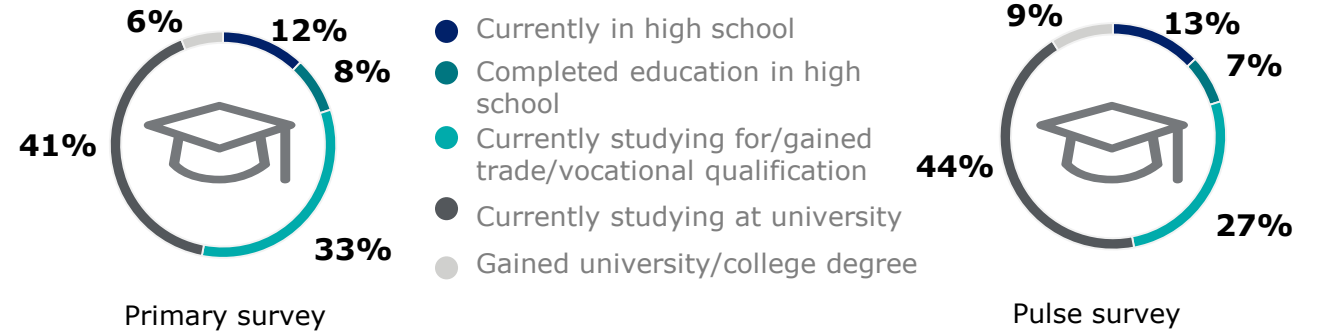 6%
12%
8%
41%
33%
Primary survey
Currently in high school
Completed education in high
school
Currently studying for/gained
trade/vocational qualification
Currently studying at university
Gained university/college degree
9%
13%
7%
44%
27%
Pulse survey